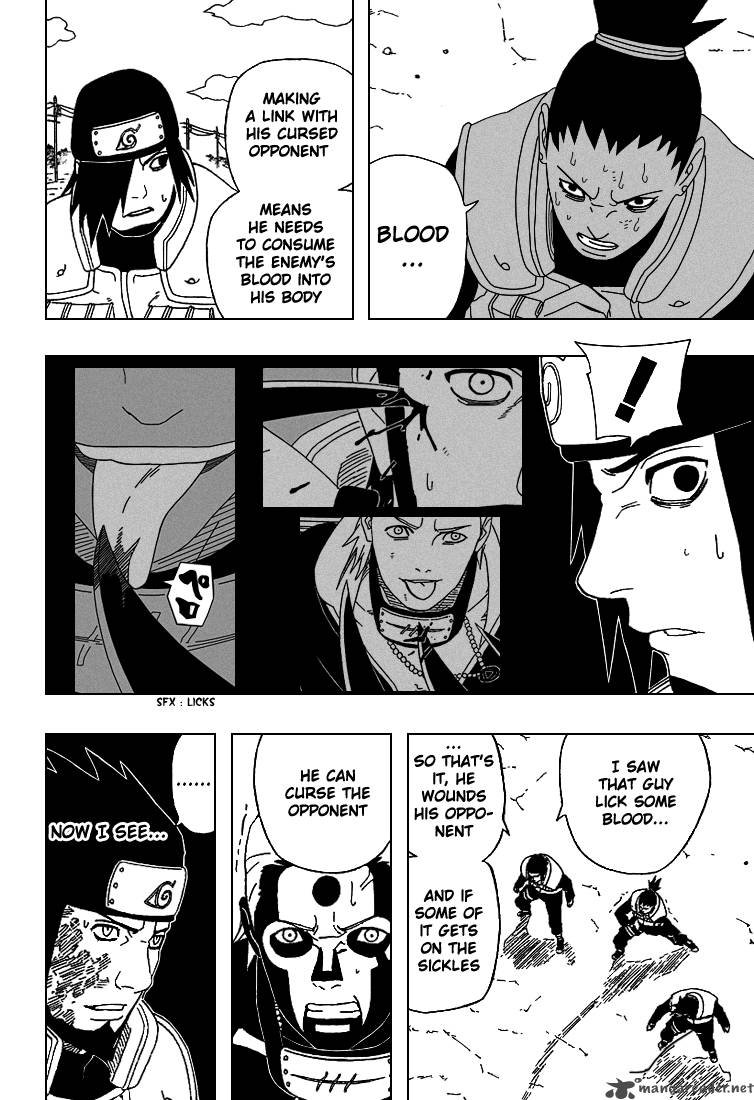 BLOOD
...
MAKING
A LINK WITH
HIS CURSED
OPPONENT
MEANS
HE NEEDS
TO CONSUME
THE ENEMY'S
BLOOD INTO
HIS BODY
!
ペロ
SFX : LICKS
I SAW
THAT GUY
LICK SOME
BLOOD...
...
SO THAT'S
IT, HE
WOUNDS
HIS OPPO-
NENT
AND IF
SOME OF
IT GETS
ON THE
SICKLES
HE CAN
CURSE THE
OPPONENT
......
NOW I SEE...
mangareader.net